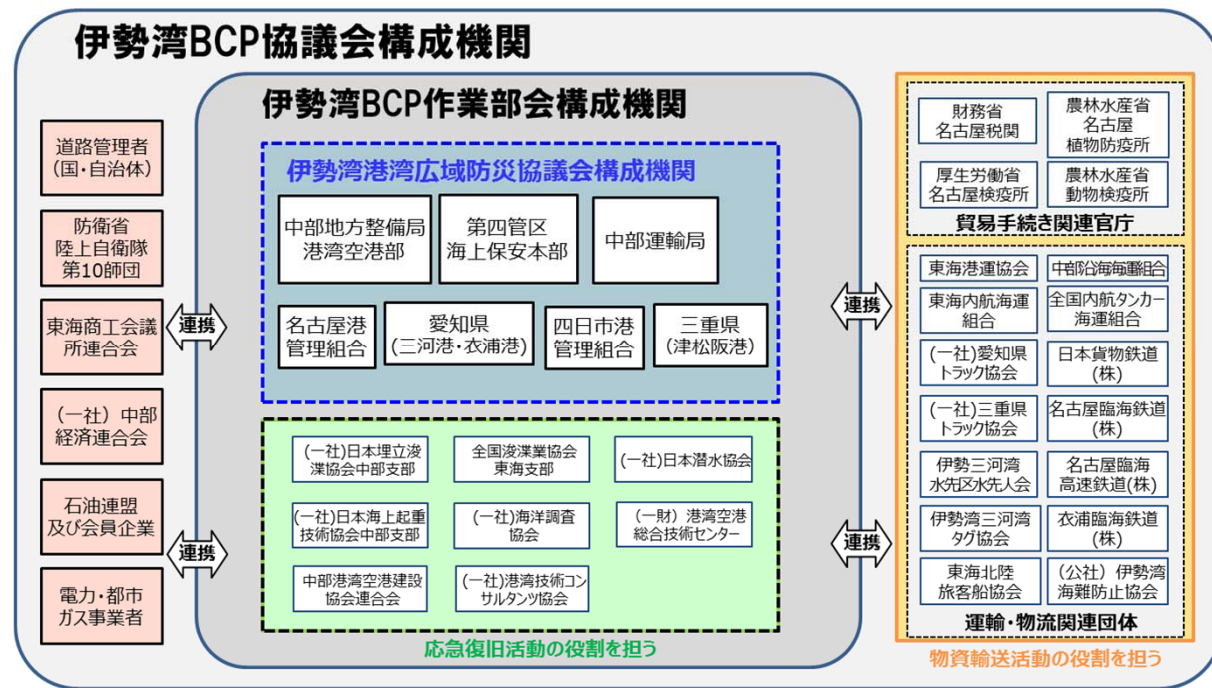 伊勢湾BCP協議会構成機関
伊勢湾BCP作業部会構成機関
道路管理者
(国・自治体)
防衛省
陸上自衛隊
第10師団
東海商工会議
所連合会
(一社)中部
経済連合会
石油連盟
及び会員企業
電力・都市
ガス事業者
連携
連携
伊勢湾港湾広域防災協議会構成機関
中部地方整備局
港湾空港部
第四管区
海上保安本部
中部運輸局
名古屋港
管理組合
愛知県
(三河港・衣浦港)
四日市港
管理組合
三重県
(津松阪港)
(一社)日本埋立浚
渫協会中部支部
全国浚渫業協会
東海支部
(一社)日本潜水協会
(一社)日本海上起重
技術協会中部支部
(一社)海洋調査
協会
(一財)港湾空港
総合技術センター
中部港湾空港建設
協会連合会
(一社)港湾技術コン
サルタンツ協会
応急復旧活動の役割を担う
連携
連携
財務省
名古屋税関
農林水産省
名古屋
植物防疫所
厚生労働省
名古屋検疫所
農林水産省
動物検疫所
貿易手続き関連官庁
東海港運協会
中部沿海海運組合
東海内航海運
組合
全国内航タンカー
海運組合
(一社)愛知県
トラック協会
日本貨物鉄道
(株)
(一社)三重県
トラック協会
名古屋臨海鉄道
(株)
伊勢三河湾
水先区水先人会
名古屋臨海
高速鉄道(株)
伊勢湾三河湾
タグ協会
衣浦臨海鉄道
(株)
東海北陸
旅客船協会
(公社)伊勢湾
海難防止協会
運輸・物流関連団体
物資輸送活動の役割を担う